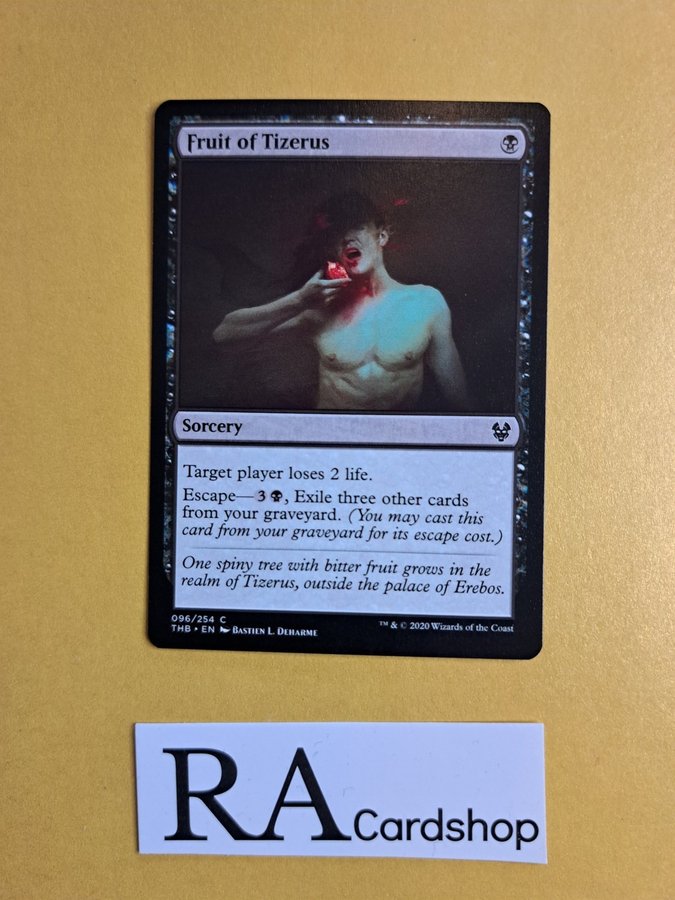 Fruit of Tizerus
Sorcery
Target player loses 2 life.
Escape—3, Exile three other cards
from your graveyard. (You may cast this
card from your graveyard for its escape cost.)
One spiny tree with bitter fruit grows in the
realm of Tizerus, outside the palace of Erebos.
096/254 C
THB • EN Bastien L. Deharme
™ & © 2020 Wizards of the Coast
RA Cardshop